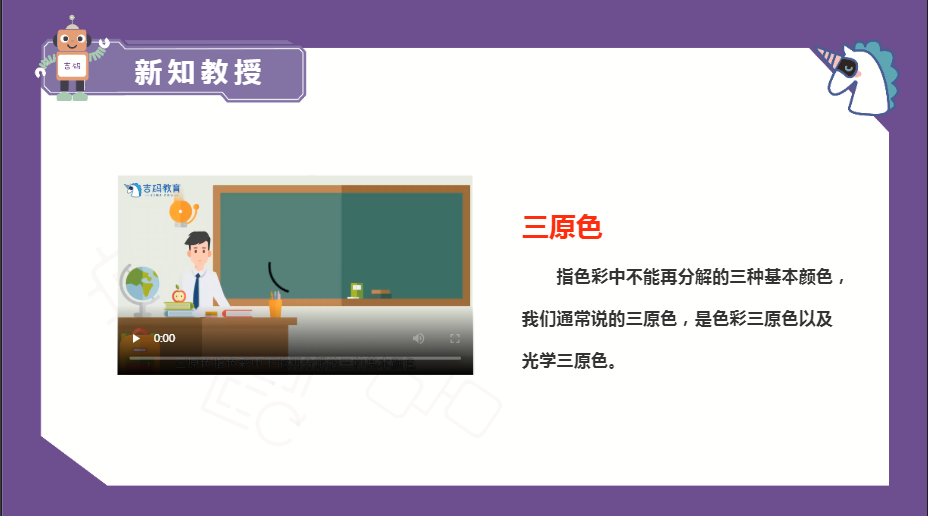 吉码
新知教授
吉码教育
三原色
指色彩中不能再分解的三种基本颜色，
我们通常说的三原色，是色彩三原色以及
光学三原色。
0:00